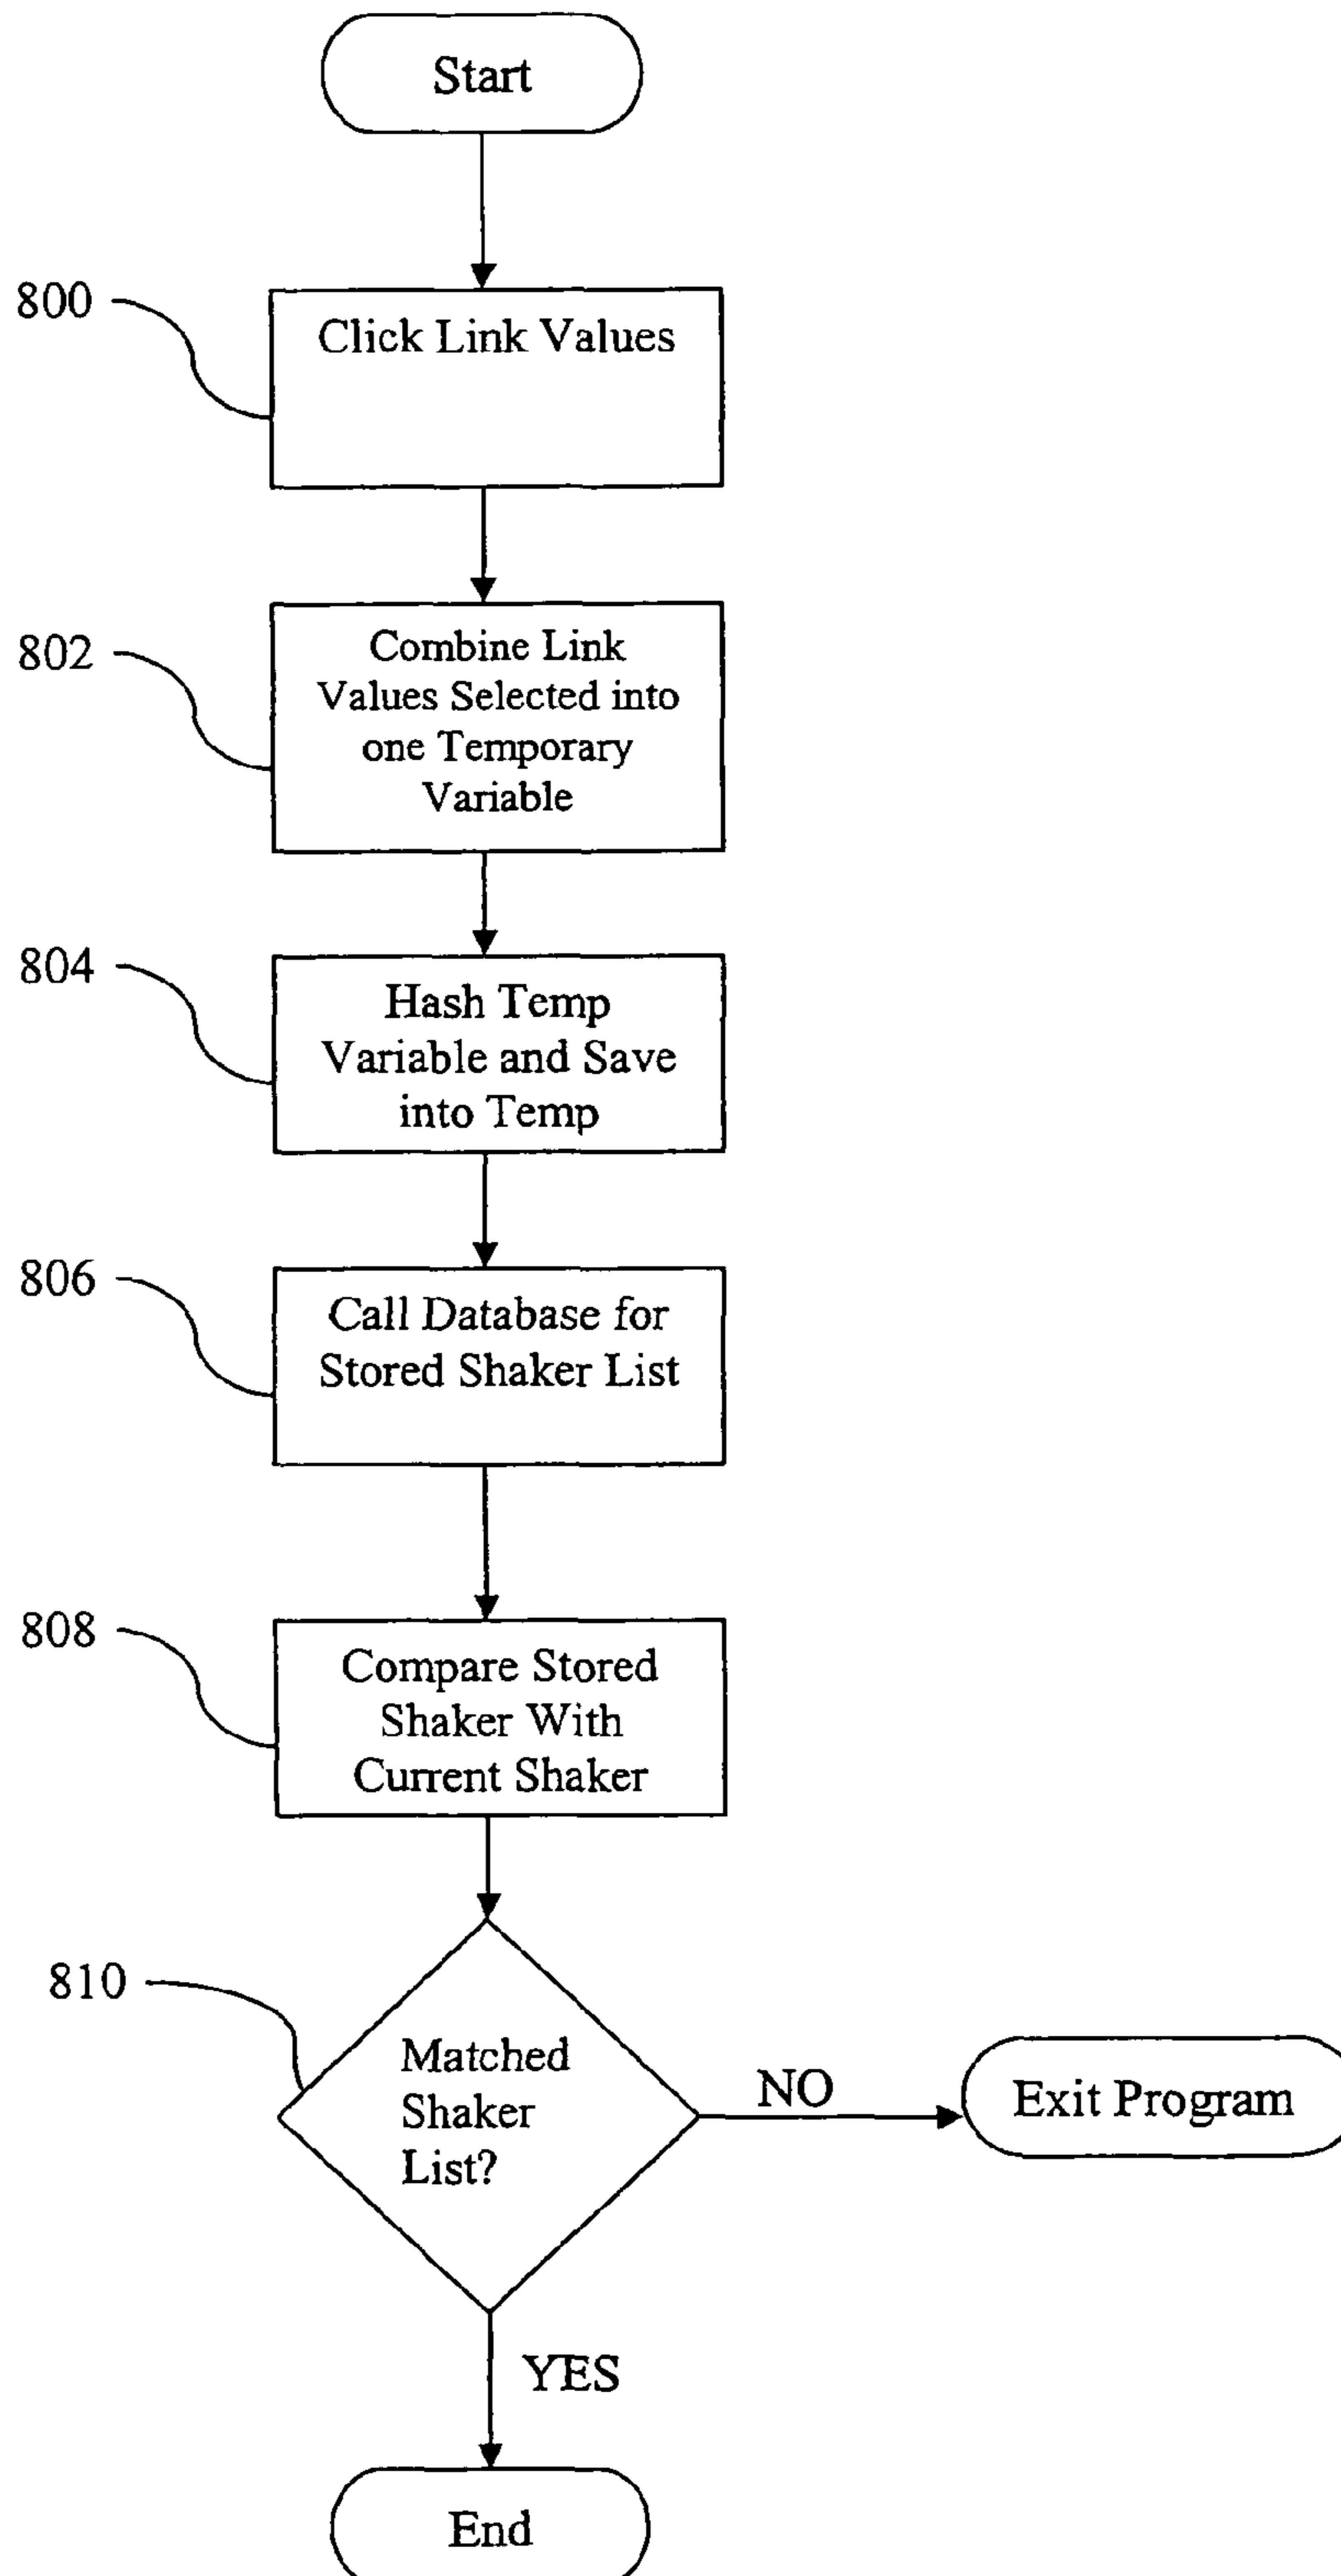 Start
800
Click Link Values
802
Combine Link
Values Selected into
one Temporary
Variable
804
Hash Temp
Variable and Save
into Temp
806
Call Database for
Stored Shaker List
808
Compare Stored
Shaker With
Current Shaker
810
Matched
Shaker
List?
NO
Exit Program
YES
End